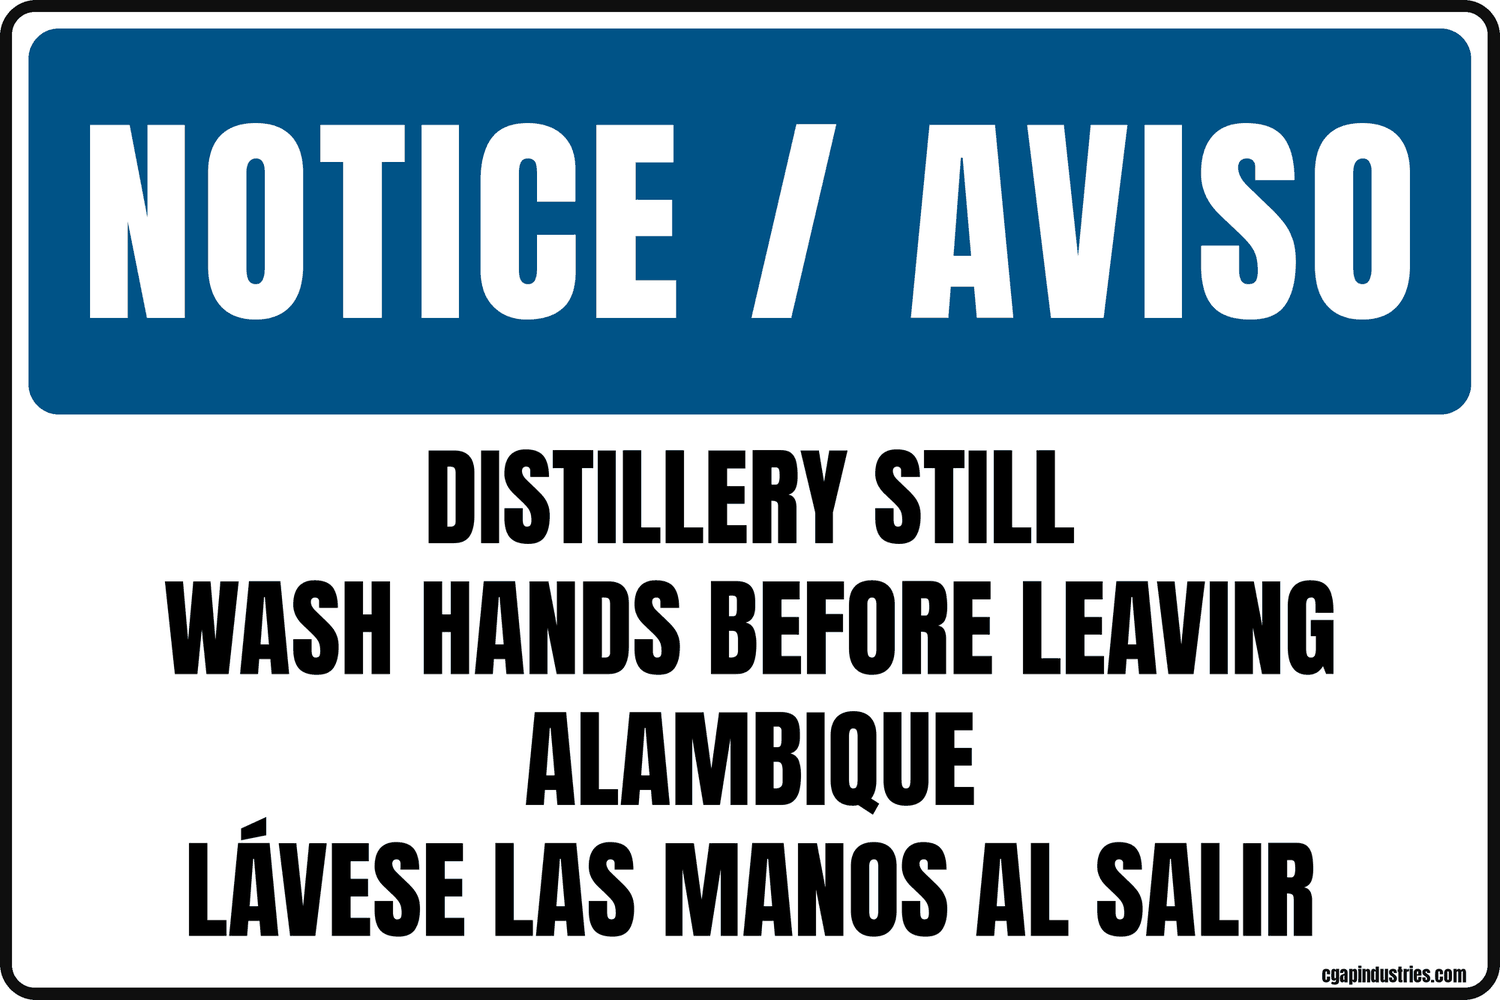 NOTICE / AVISO
DISTILLERY STILL
WASH HANDS BEFORE LEAVING
ALAMBIQUE
LÁVESE LAS MANOS AL SALIR
cgapindustries.com